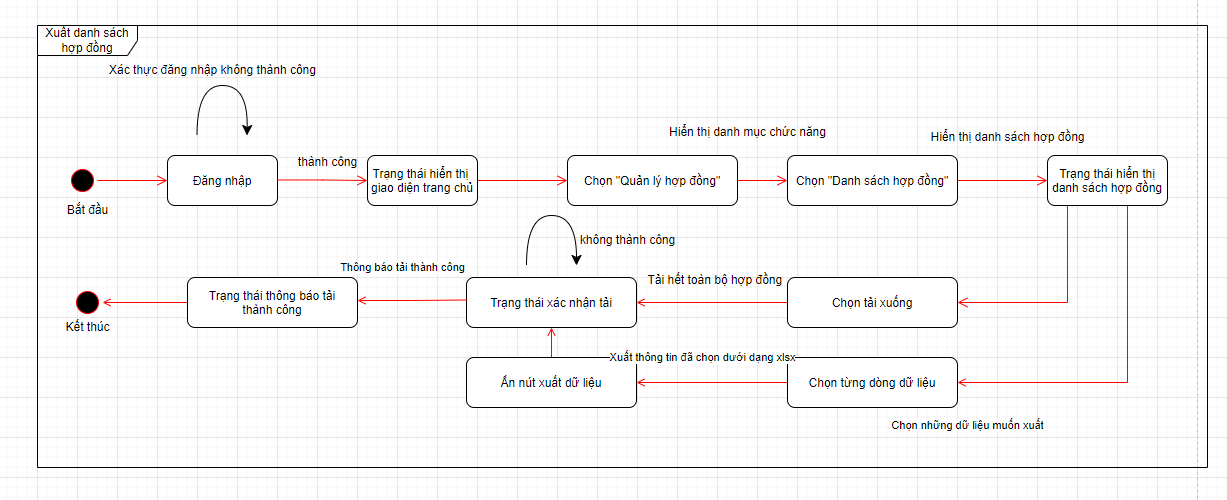 Xuất danh sách
hợp đồng
Xác thực đăng nhập không thành công
Hiển thị danh mục chức năng
Hiển thị danh sách hợp đồng
thành công
Đăng nhập
Trạng thái hiển thị
giao diện trang chủ
Chọn "Quản lý hợp đồng"
Chọn "Danh sách hợp đồng"
Trạng thái hiển thị
danh sách hợp đồng
Bắt đầu
không thành công
Thông báo tải thành công
Tải hết toàn bộ hợp đồng
Trạng thái thông báo tải
thành công
Trạng thái xác nhận tải
Chọn tải xuống
Kết thúc
Xuất thông tin đã chọn dưới dạng xlsx
Ấn nút xuất dữ liệu
Chọn từng dòng dữ liệu
Chọn những dữ liệu muốn xuất